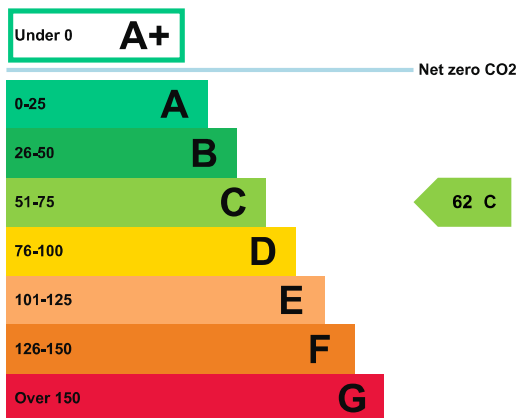 Under 0 A+
Net zero CO2
0-25 A
26-50 B
51-75 C
62 C
76-100 D
101-125 E
126-150 F
Over 150 G